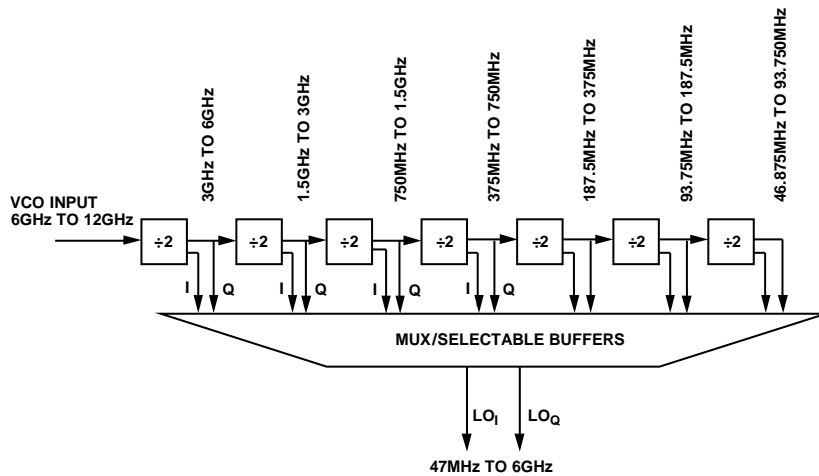 3GHz TO 6GHz
1.5GHz TO 3GHz
750MHz TO 1.5GHz
375MHz TO 750MHz
187.5MHz TO 375MHz
93.75MHz TO 187.5MHz
46.875MHz TO 93.750MHz
VCO INPUT
6GHz TO 12GHz
÷2 ÷2 ÷2 ÷2 ÷2 ÷2 ÷2
I Q I Q I Q I Q
MUX/SELECTABLE BUFFERS
LOI LOQ
47MHz TO 6GHz